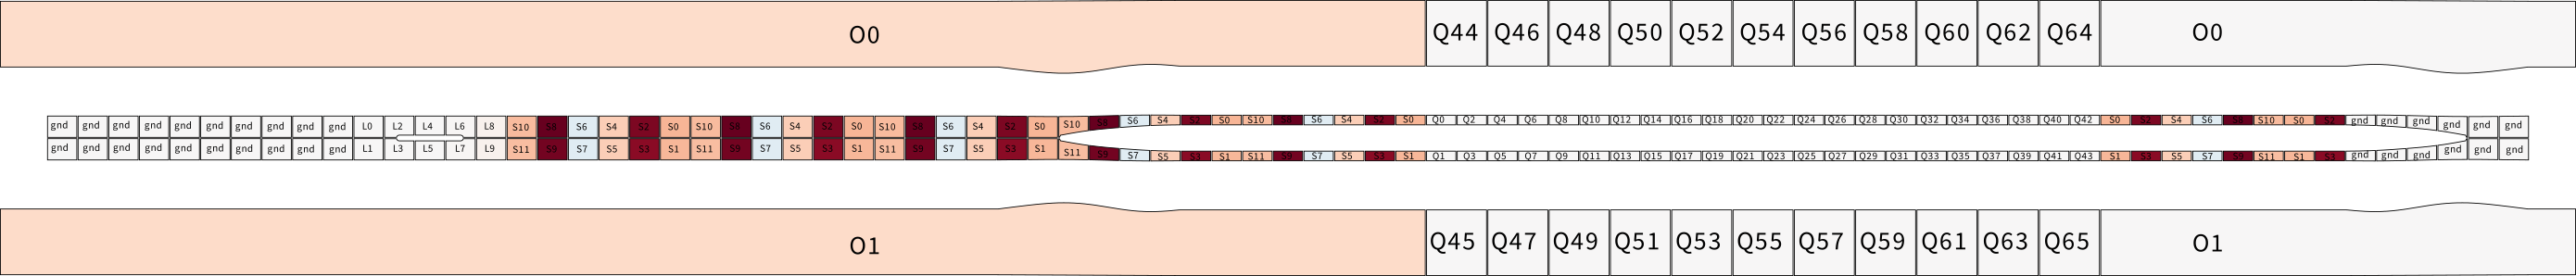 O0 Q44 Q46 Q48 Q50 Q52 Q54 Q56 Q58 Q60 Q62 Q64 O0
gnd gnd gnd gnd gnd gnd gnd gnd gnd gnd L0 L2 L4 L6 L8 S10 S8 S6 S4 S2 S0 S10 S8 S6 S4 S2 S0 S10 S8 S6 S4 S2 S0 S10 S8 S6 S4 S2 S0 S10 S8 S6 S4 S2 S0 Q0 Q2 Q4 Q6 Q8 Q10 Q12 Q14 Q16 Q18 Q20 Q22 Q24 Q26 Q28 Q30 Q32 Q34 Q36 Q38 Q40 Q42 S0 S2 S4 S6 S8 S10 S0 S2 gnd gnd gnd gnd gnd gnd
gnd gnd gnd gnd gnd gnd gnd gnd gnd gnd L1 L3 L5 L7 L9 S11 S9 S7 S5 S3 S1 S11 S9 S7 S5 S3 S1 S11 S9 S7 S5 S3 S1 S11 S9 S7 S5 S3 S1 S11 S9 S7 S5 S3 S1 Q1 Q3 Q5 Q7 Q9 Q11 Q13 Q15 Q17 Q19 Q21 Q23 Q25 Q27 Q29 Q31 Q33 Q35 Q37 Q39 Q41 Q43 S1 S3 S5 S7 S9 S11 S1 S3 gnd gnd gnd gnd gnd gnd
O1 Q45 Q47 Q49 Q51 Q53 Q55 Q57 Q59 Q61 Q63 Q65 O1